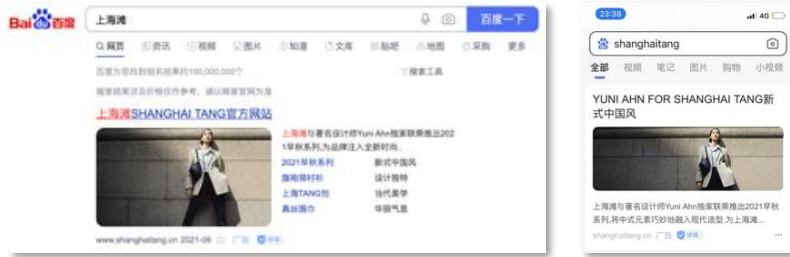 Bai du 百度
上海滩
百度一下
网页 资讯 视频 图片 知道 文库 贴吧 地图 采购 更多
百度为您找到相关结果约100,000,000个
搜索工具
上海滩SHANGHAI TANG官方网站
上海滩与著名设计师Yuni Ahn独家联乘推出202
1早秋系列,为品牌注入全新时尚.
2021早秋系列 新式中国风
旗袍领衬衫 设计独特
上海TANG包 当代美学
真丝围巾 华丽气息
www.shanghaitang.cn 2021-06 广告 保障
23:38
4G
shanghaitang
全部 视频 笔记 图片 购物 小视频
YUNI AHN FOR SHANGHAI TANG新
式中国风
上海滩与著名设计师Yuni Ahn独家联乘推出2021早秋
系列,将中式元素巧妙地融入现代造型.为上海滩...
shanghaitang.cn 广告 保障